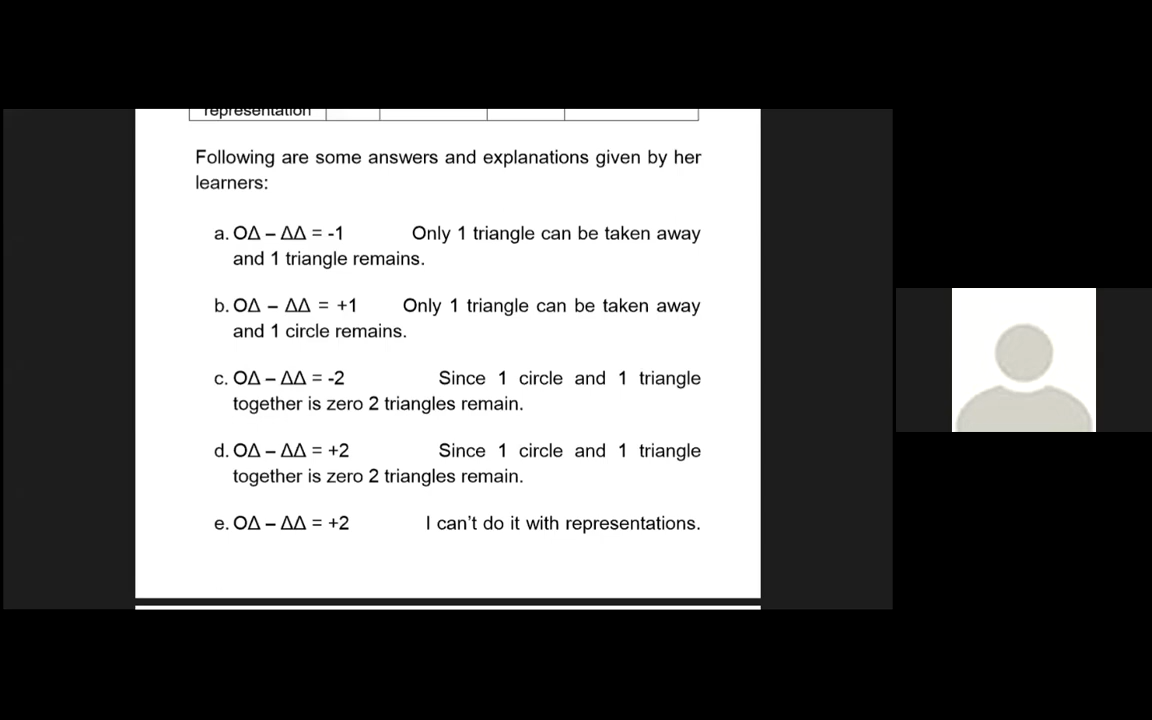 representation
Following are some answers and explanations given by her
learners:
a. OΔ – ΔΔ = -1 Only 1 triangle can be taken away
and 1 triangle remains.
b. OΔ – ΔΔ = +1 Only 1 triangle can be taken away
and 1 circle remains.
c. OΔ – ΔΔ = -2 Since 1 circle and 1 triangle
together is zero 2 triangles remain.
d. OΔ – ΔΔ = +2 Since 1 circle and 1 triangle
together is zero 2 triangles remain.
e. OΔ – ΔΔ = +2 I can’t do it with representations.